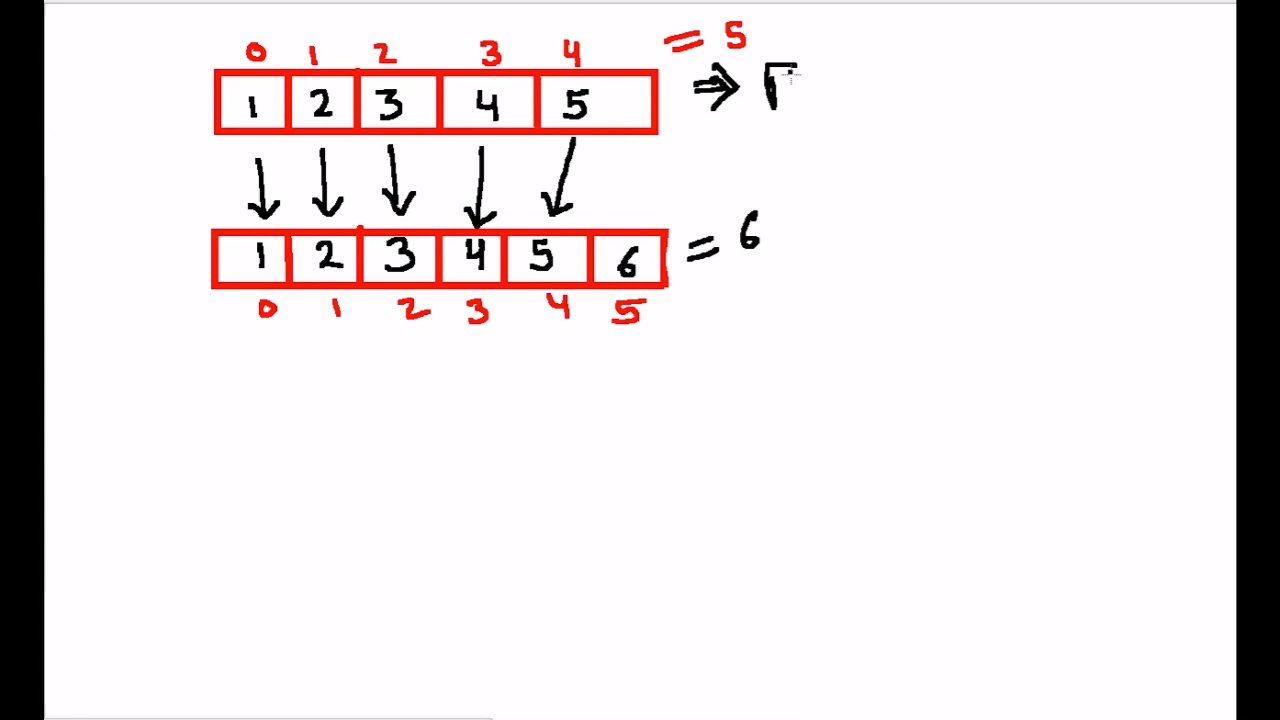 0 1 2 3 4 = 5
1 2 3 4 5 ⇒
1 2 3 4 5 6 = 6
0 1 2 3 4 5